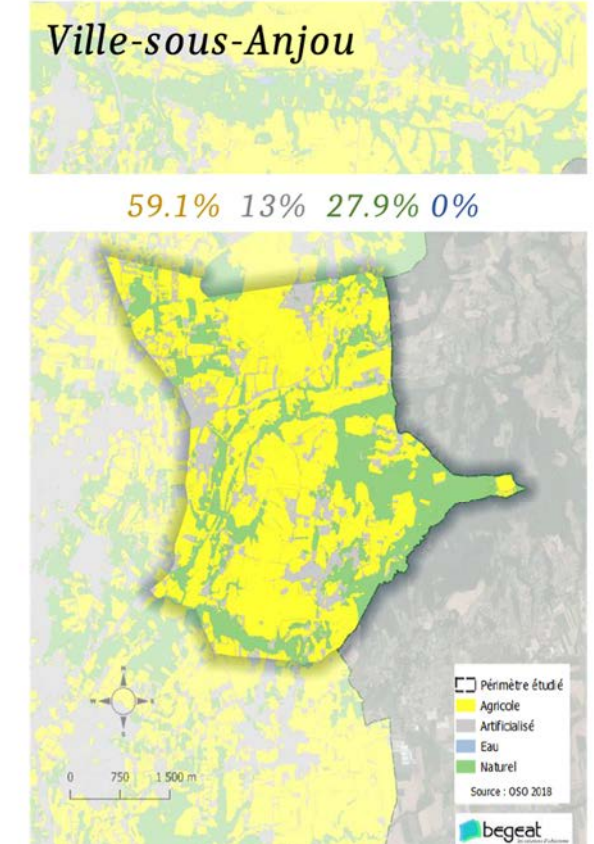 Ville-sous-Anjou
59.1% 13% 27.9% 0%
N
W E
S
0 750 1 500 m
Périmètre étudié
Agricole
Artificialisé
Eau
Naturel
Source : OSO 2018
begeat